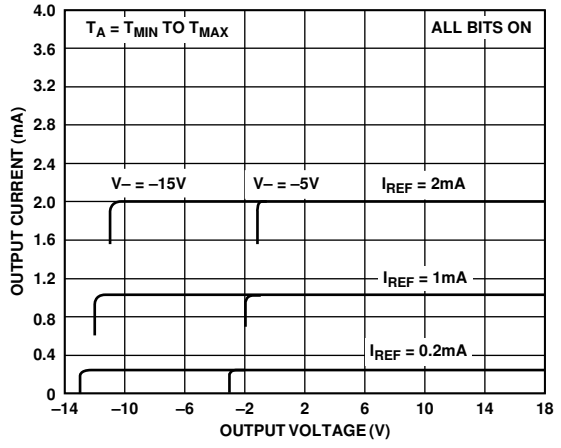 4.0
3.6
3.2
2.8
2.4
2.0
1.6
1.2
0.8
0.4
0
OUTPUT CURRENT (mA)
TA = TMIN TO TMAX
ALL BITS ON
V– = –15V
V– = –5V
IREF = 2mA
IREF = 1mA
IREF = 0.2mA
–14 –10 –6 –2 2 6 10 14 18
OUTPUT VOLTAGE (V)